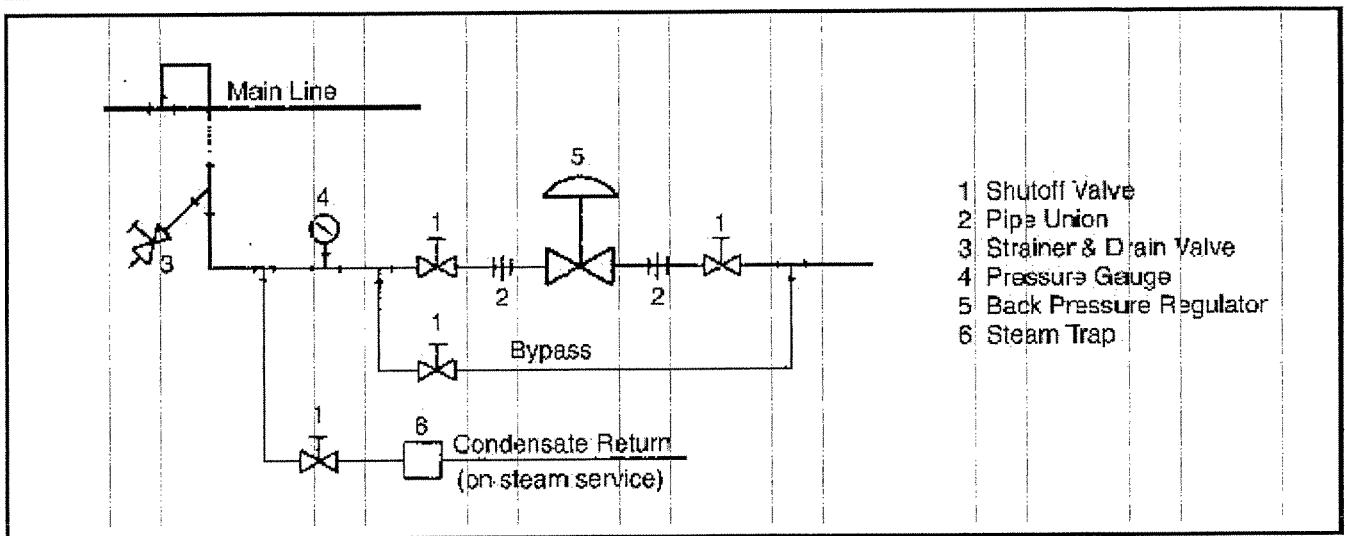 Main Line
5
4
1
1
3
2
2
1
Bypass
1
6
Condensate Return
(on steam service)
1 Shutoff Valve
2 Pipe Union
3 Strainer & Drain Valve
4 Pressure Gauge
5 Back Pressure Regulator
6 Steam Trap